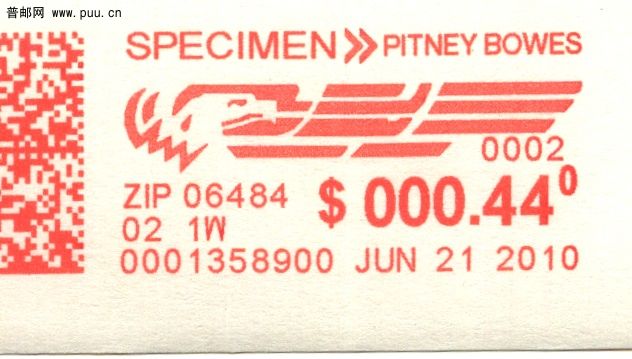 普邮网 www.puu.cn
SPECIMEN PITNEY BOWES
0002
ZIP 06484 $ 000.44⁰
02 1W
0001358900 JUN 21 2010